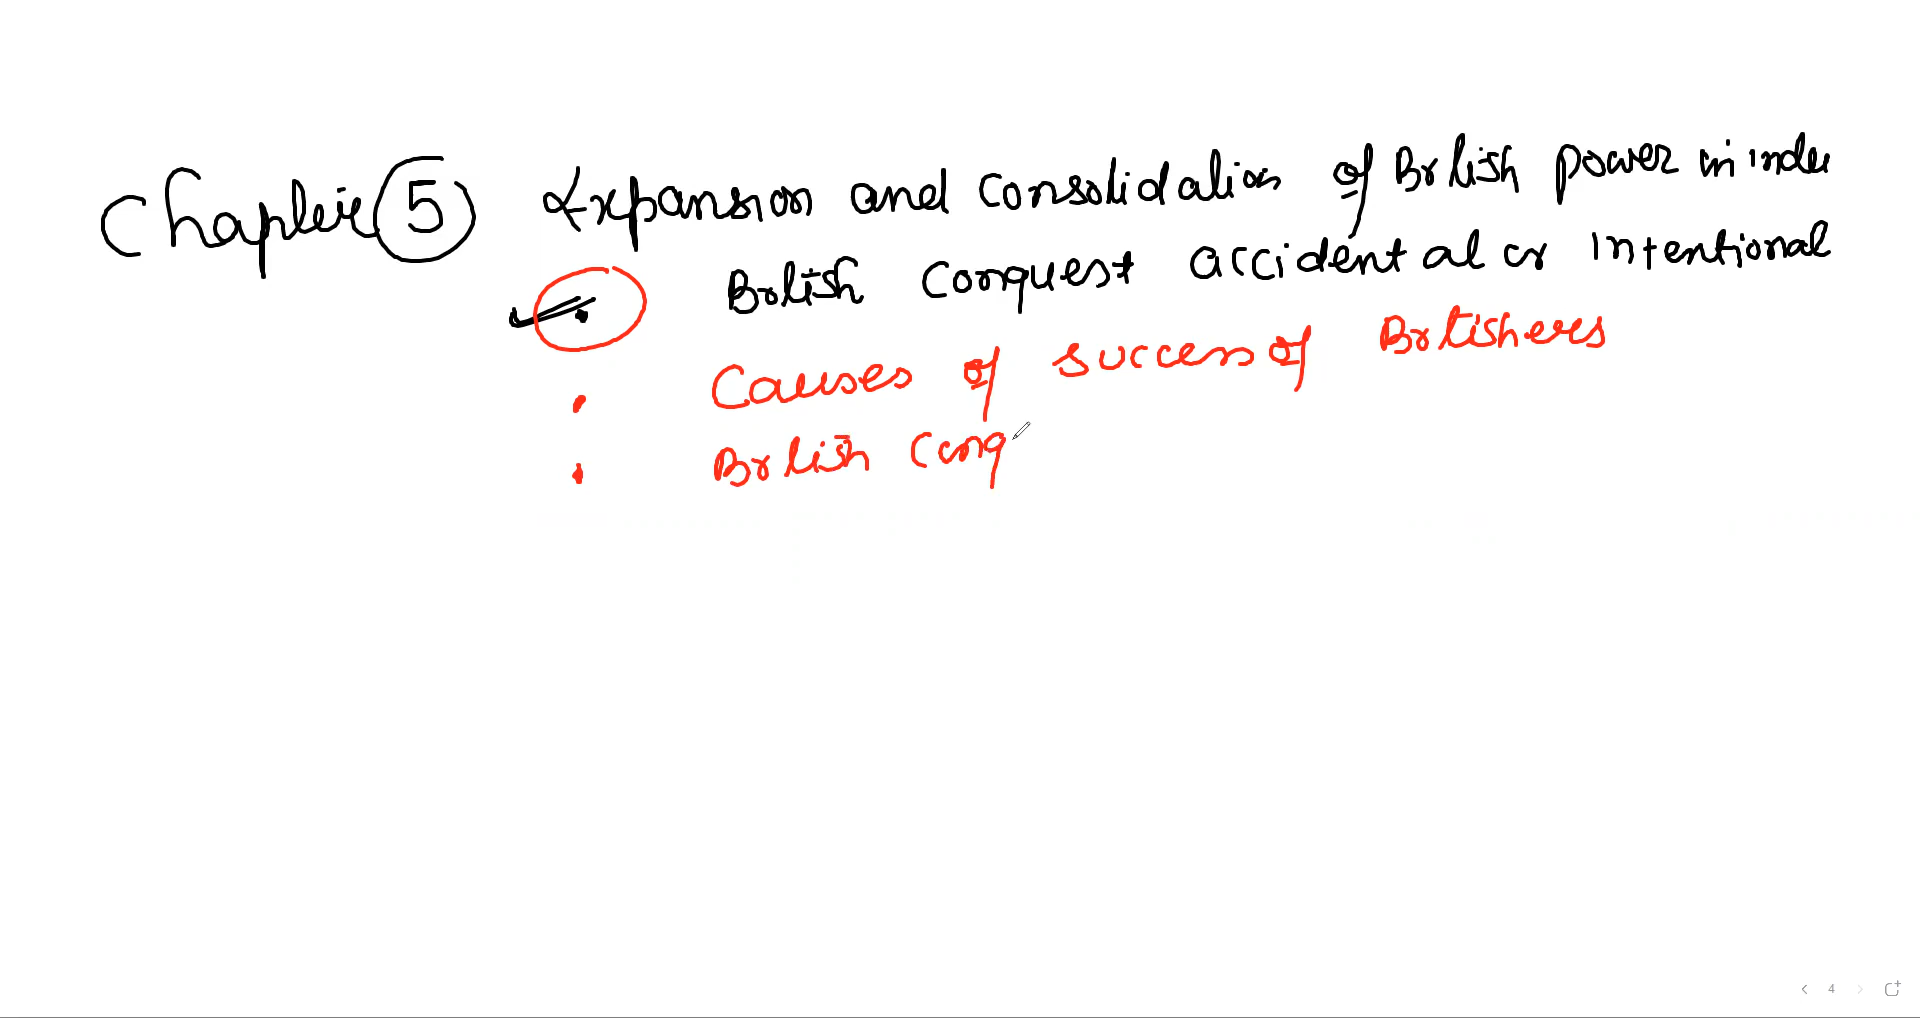 Chapter 5 Expansion and Consolidation of British power in india
British Conquest accidental or Intentional
Causes of success of Britishers
British Conq
4